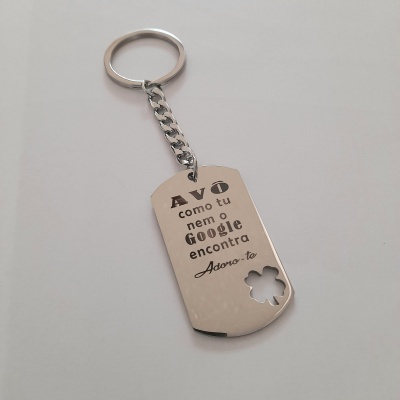 AVÔ
como tu
nem o
Google
encontra
Adoro-te